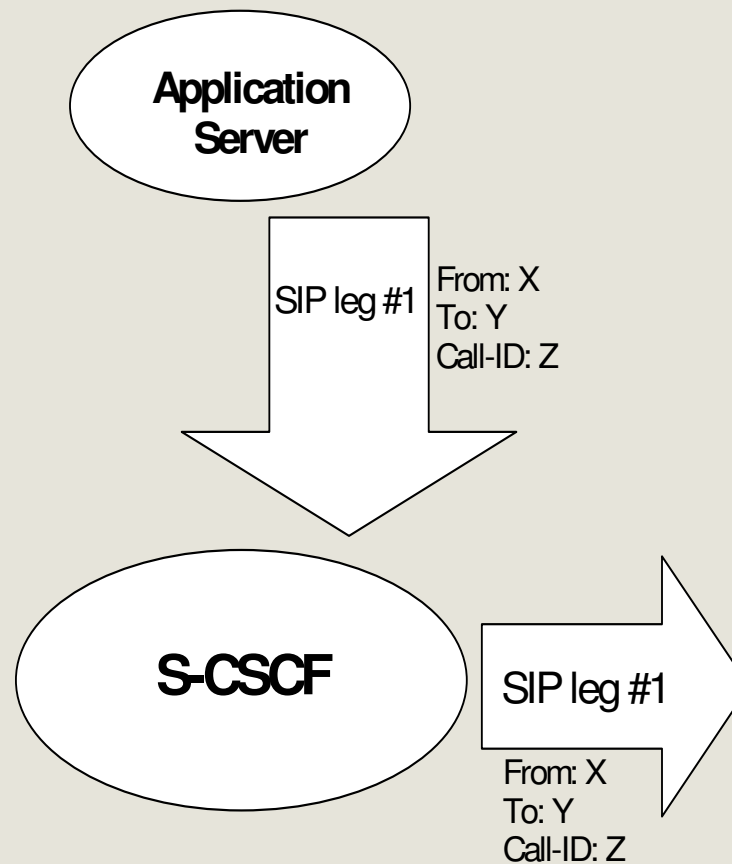 Application
Server
SIP leg #1
From: X
To: Y
Call-ID: Z
S-CSCF
SIP leg #1
From: X
To: Y
Call-ID: Z